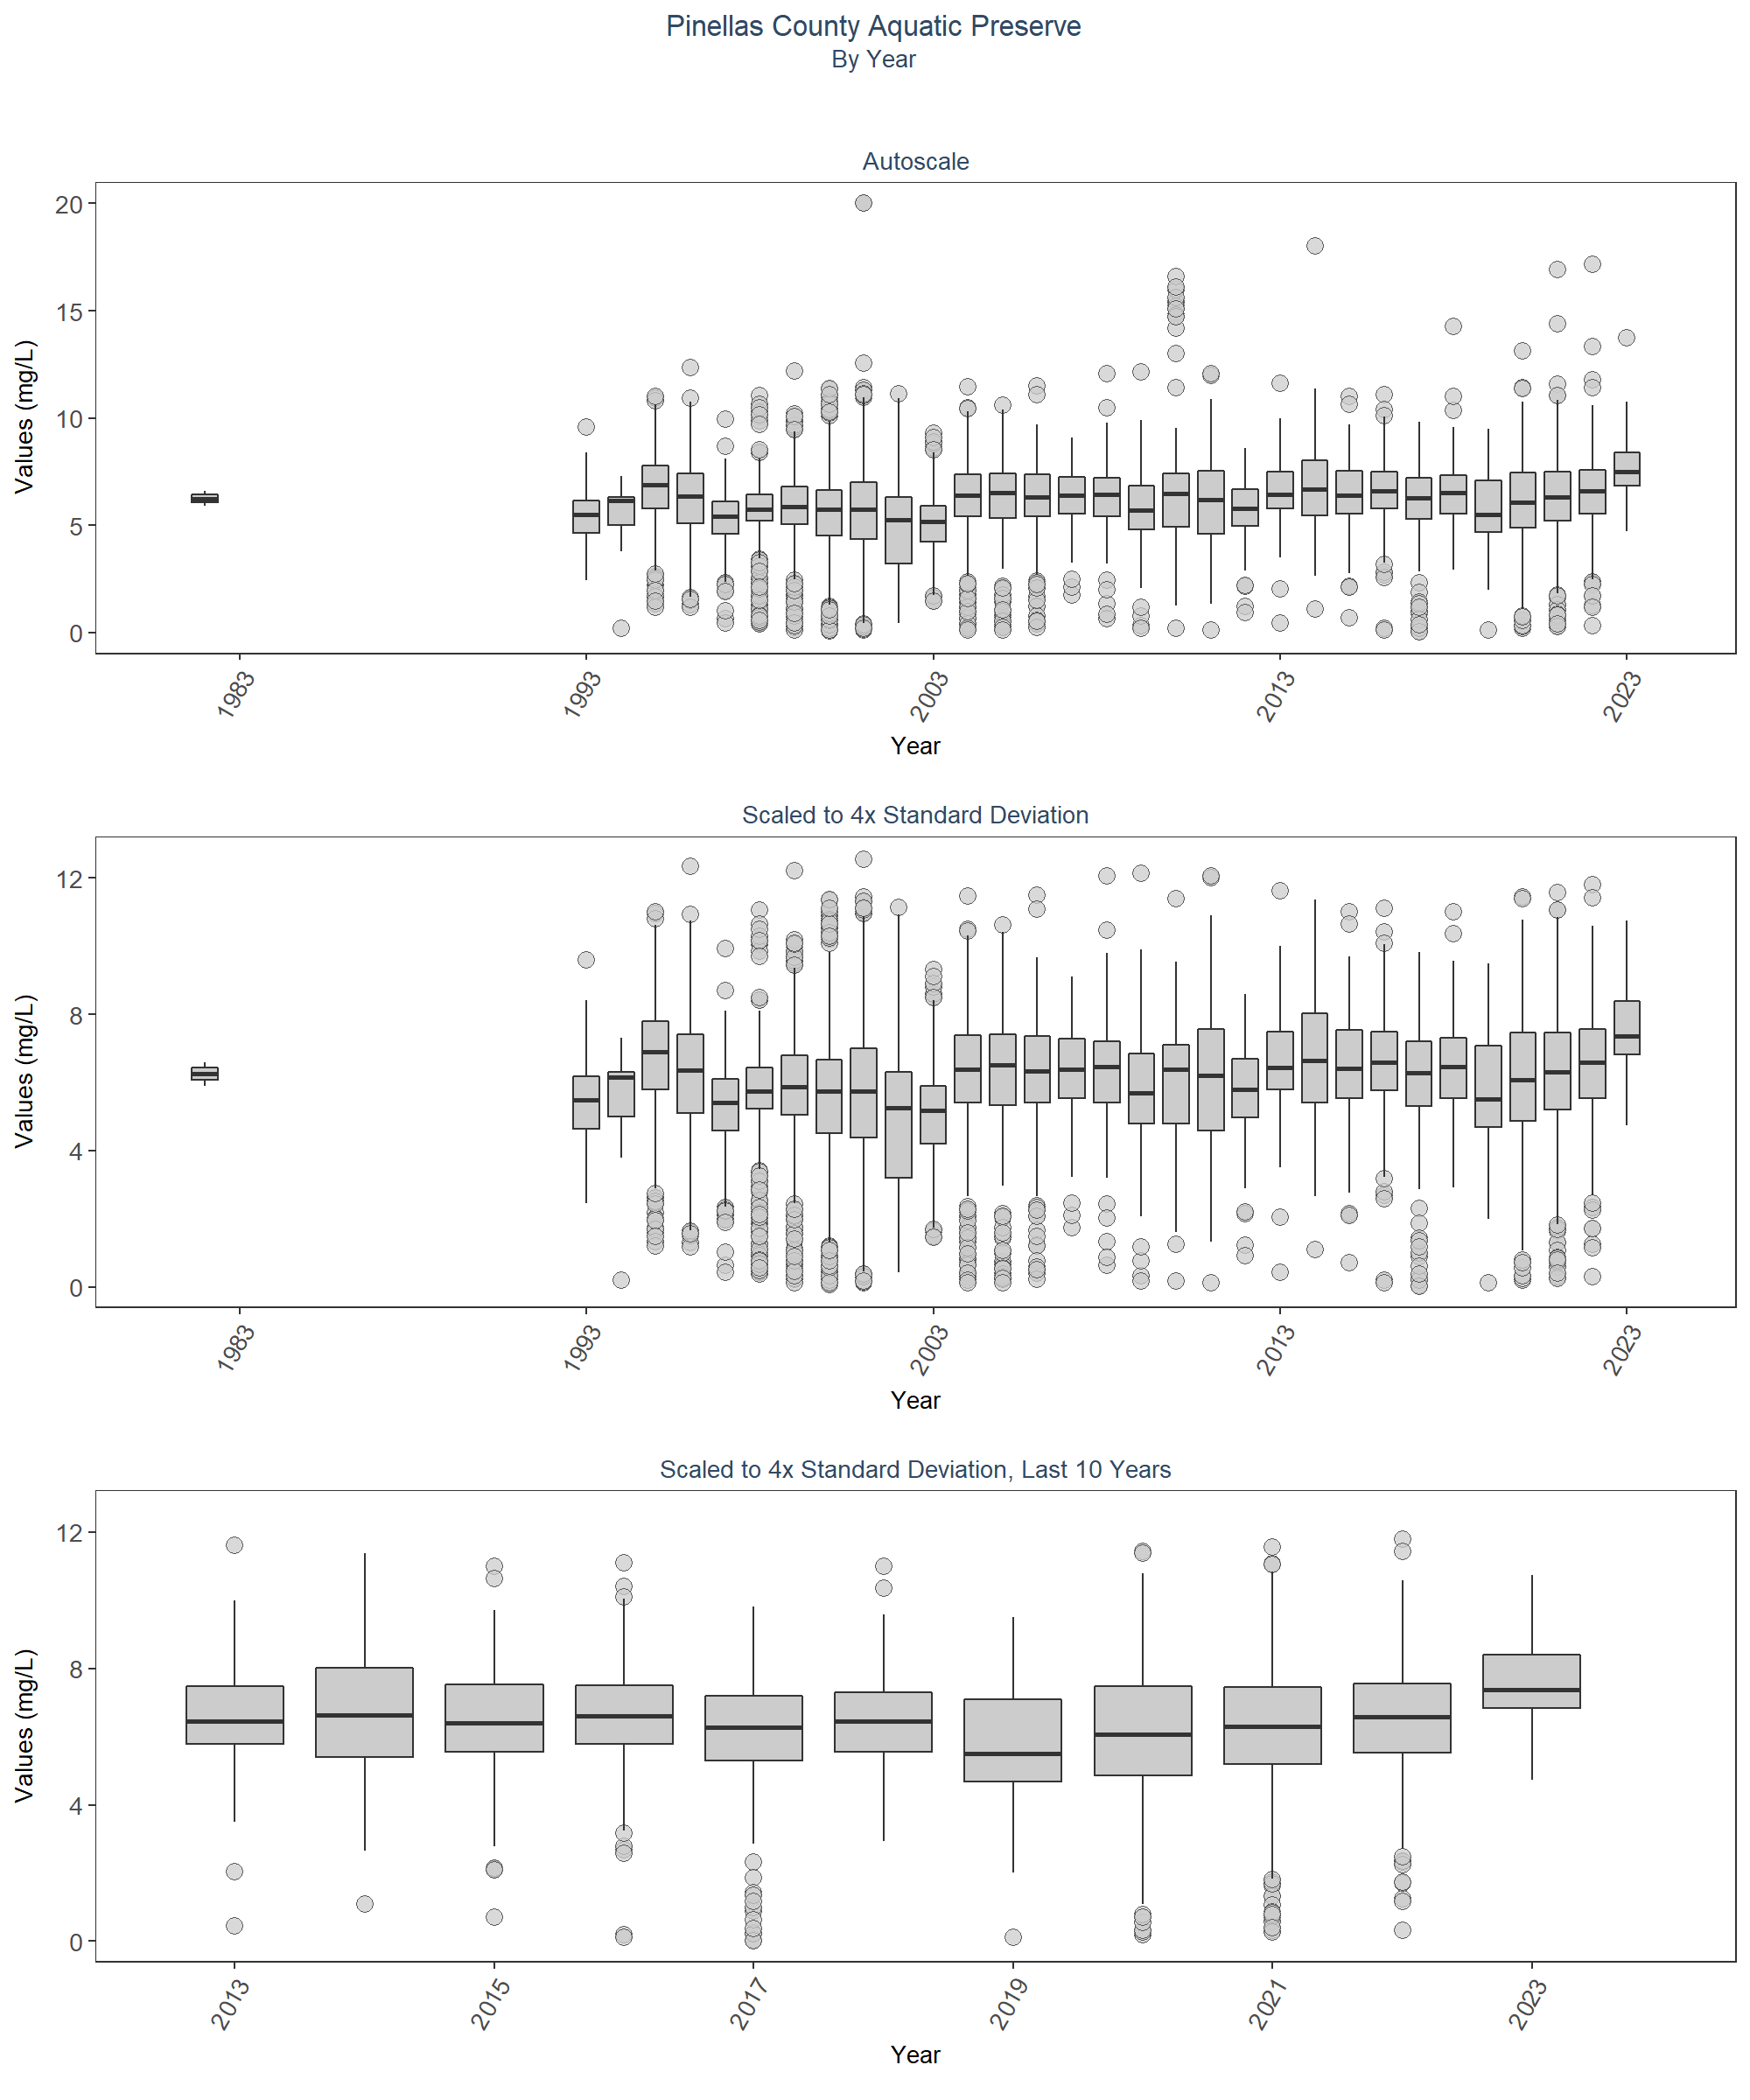 Pinellas County Aquatic Preserve
By Year
Autoscale
Values (mg/L)
20
15
10
5
0
1983
1993
2003
2013
2023
Year
Scaled to 4x Standard Deviation
Values (mg/L)
12
8
4
0
1983
1993
2003
2013
2023
Year
Scaled to 4x Standard Deviation, Last 10 Years
Values (mg/L)
12
8
4
0
2013
2015
2017
2019
2021
2023
Year